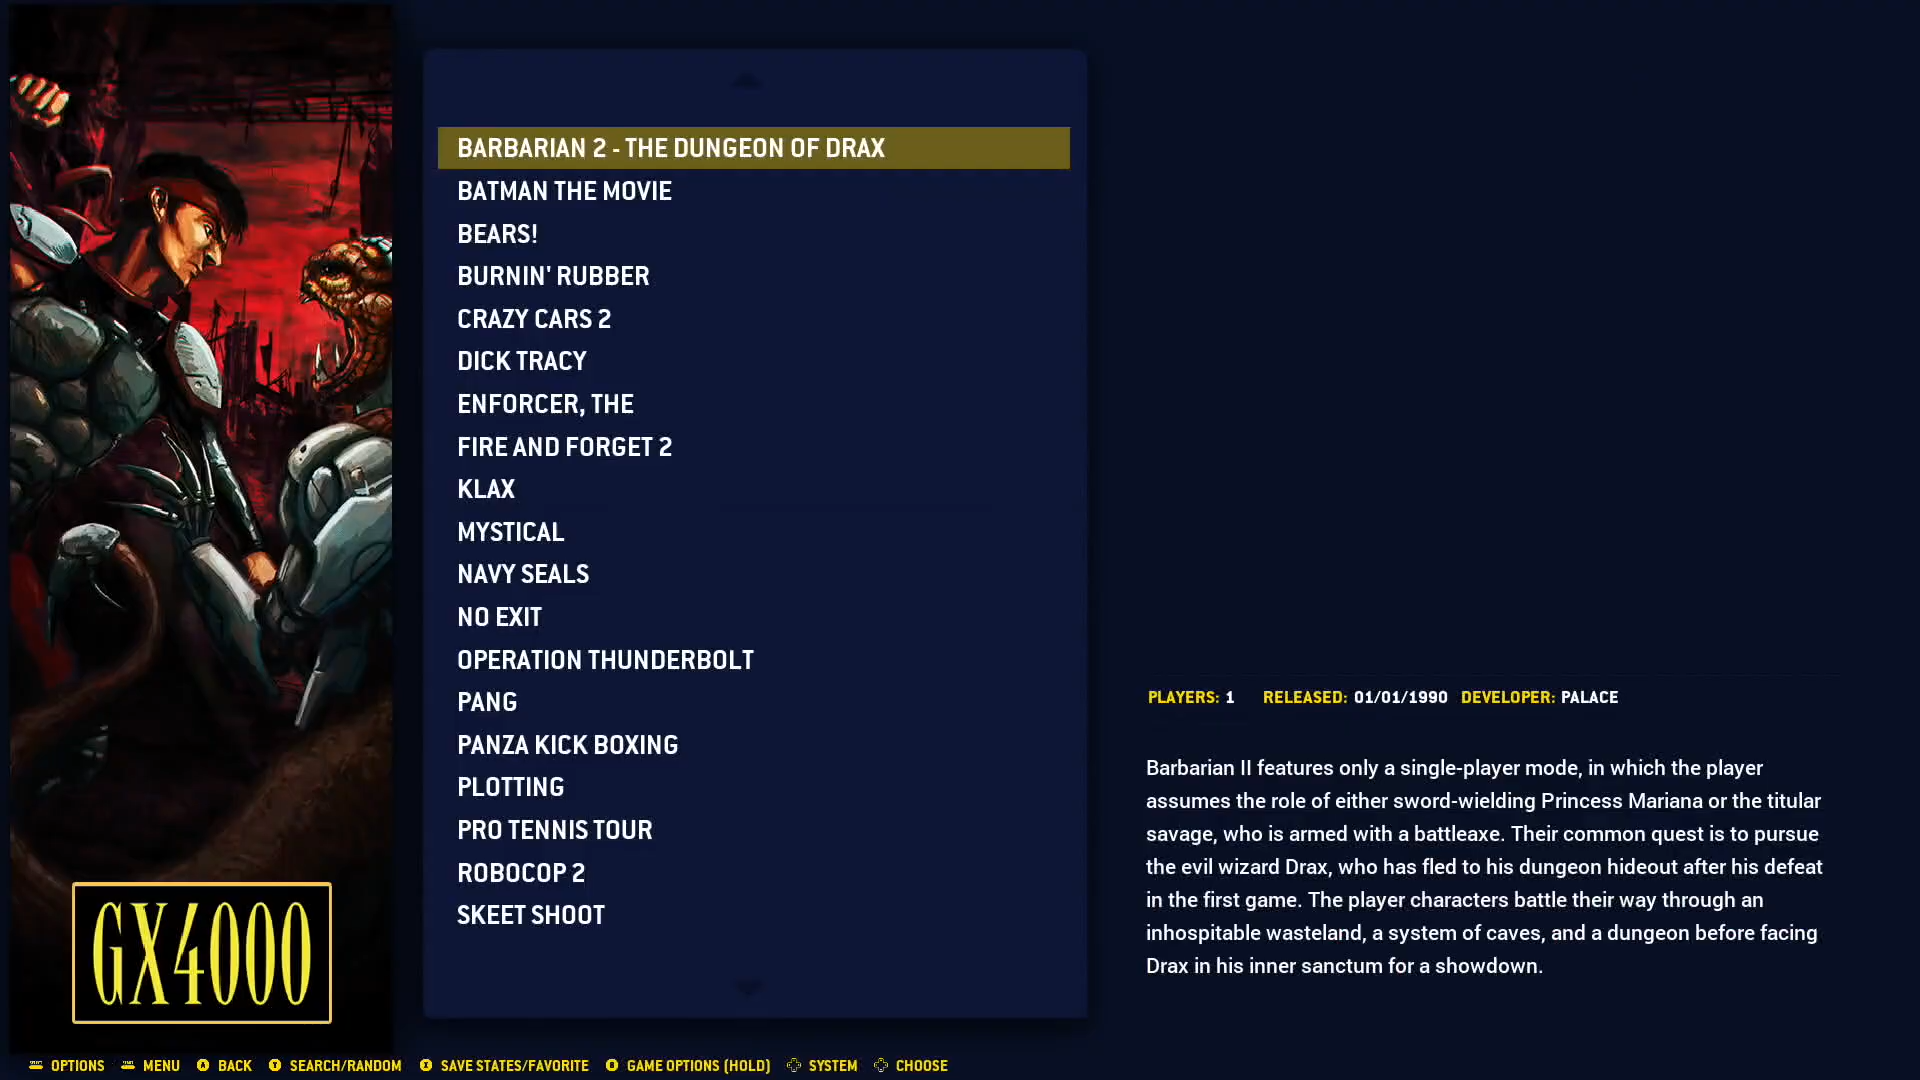 BARBARIAN 2 - THE DUNGEON OF DRAX
BATMAN THE MOVIE
BEARS!
BURNIN' RUBBER
CRAZY CARS 2
DICK TRACY
ENFORCER, THE
FIRE AND FORGET 2
KLAX
MYSTICAL
NAVY SEALS
NO EXIT
OPERATION THUNDERBOLT
PANG
PANZA KICK BOXING
PLOTTING
PRO TENNIS TOUR
ROBOCOP 2
SKEET SHOOT
GX4000
PLAYERS: 1 RELEASED: 01/01/1990 DEVELOPER: PALACE
Barbarian II features only a single-player mode, in which the player
assumes the role of either sword-wielding Princess Mariana or the titular
savage, who is armed with a battleaxe. Their common quest is to pursue
the evil wizard Drax, who has fled to his dungeon hideout after his defeat
in the first game. The player characters battle their way through an
inhospitable wasteland, a system of caves, and a dungeon before facing
Drax in his inner sanctum for a showdown.
OPTIONS MENU BACK SEARCH/RANDOM SAVE STATES/FAVORITE GAME OPTIONS (HOLD) SYSTEM CHOOSE